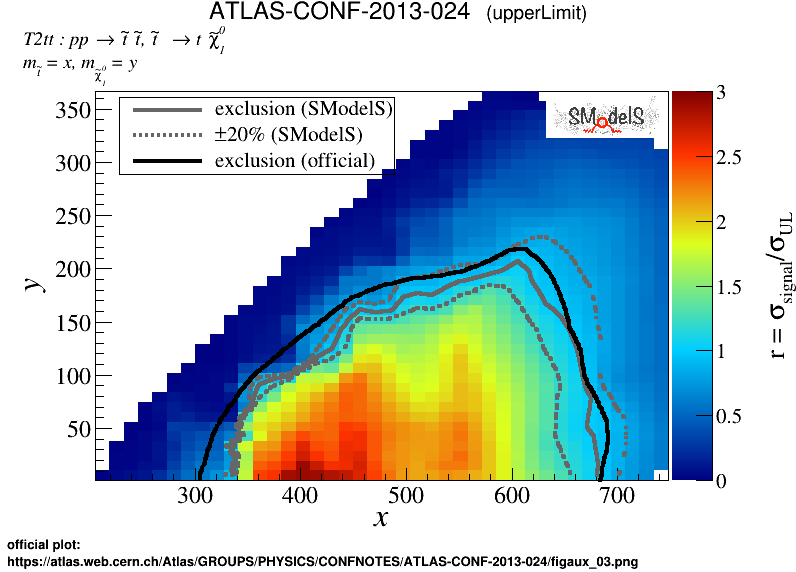 ATLAS-CONF-2013-024 (upperLimit)
T2tt : pp → t̃ t̃, t̃ → t χ̃⁰₁
m_t̃ = x, m_χ̃⁰₁ = y
exclusion (SModelS)
±20% (SModelS)
exclusion (official)
SModelS
350
300
250
200
150
100
50
y
300 400 500 600 700
x
3
2.5
2
1.5
1
0.5
0
r = σ_signal/σ_UL
official plot:
https://atlas.web.cern.ch/Atlas/GROUPS/PHYSICS/CONFNOTES/ATLAS-CONF-2013-024/figaux_03.png